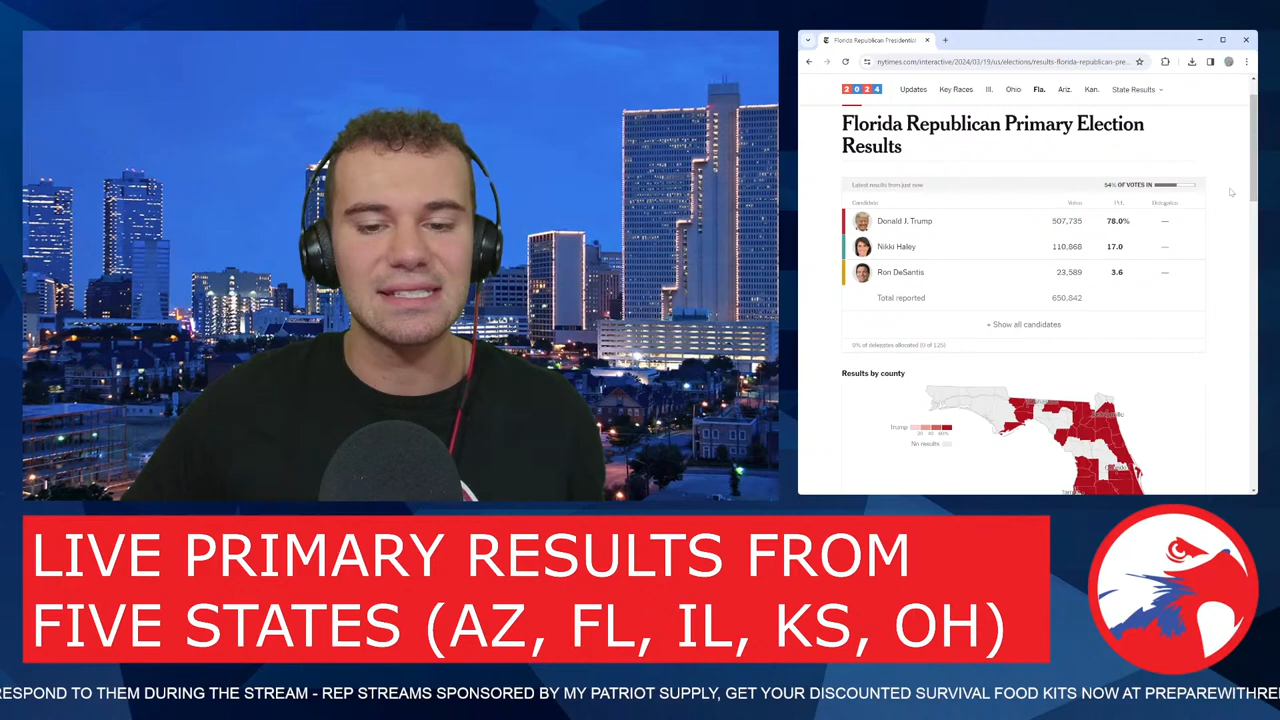 Florida Republican Presidential
nytimes.com/interactive/2024/03/19/us/elections/results-florida-republican-pre...
2024 Updates Key Races Ill. Ohio Fla. Ariz. Kan. State Results
Florida Republican Primary Election
Results
Latest results from just now 54% OF VOTES IN
Candidate Votes Pct. Delegates
Donald J. Trump 507,735 78.0% —
Nikki Haley 110,868 17.0 —
Ron DeSantis 23,589 3.6 —
Total reported 650,842
+ Show all candidates
0% of delegates allocated (0 of 125)
Results by county
Trump
20 40 60%
No results
Jacksonville
Orlando
LIVE PRIMARY RESULTS FROM
FIVE STATES (AZ, FL, IL, KS, OH)
RESPOND TO THEM DURING THE STREAM - REP STREAMS SPONSORED BY MY PATRIOT SUPPLY, GET YOUR DISCOUNTED SURVIVAL FOOD KITS NOW AT PREPAREWITHRE